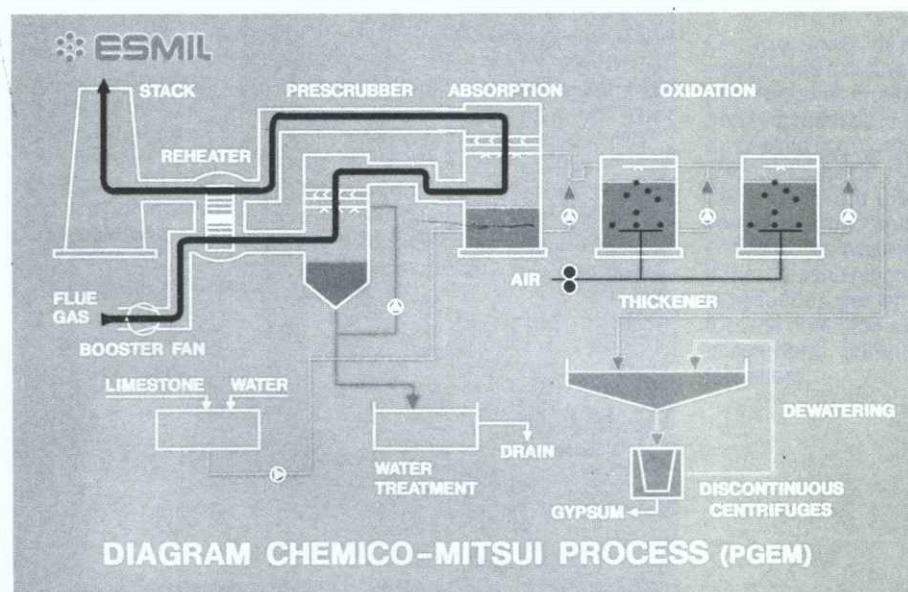 ESMIL
STACK
PRESCRUBBER
ABSORPTION
OXIDATION
REHEATER
FLUE
GAS
BOOSTER FAN
AIR
THICKENER
LIMESTONE
WATER
DEWATERING
WATER
TREATMENT
DRAIN
GYPSUM
DISCONTINUOUS
CENTRIFUGES
DIAGRAM CHEMICO-MITSUI PROCESS (PGEM)